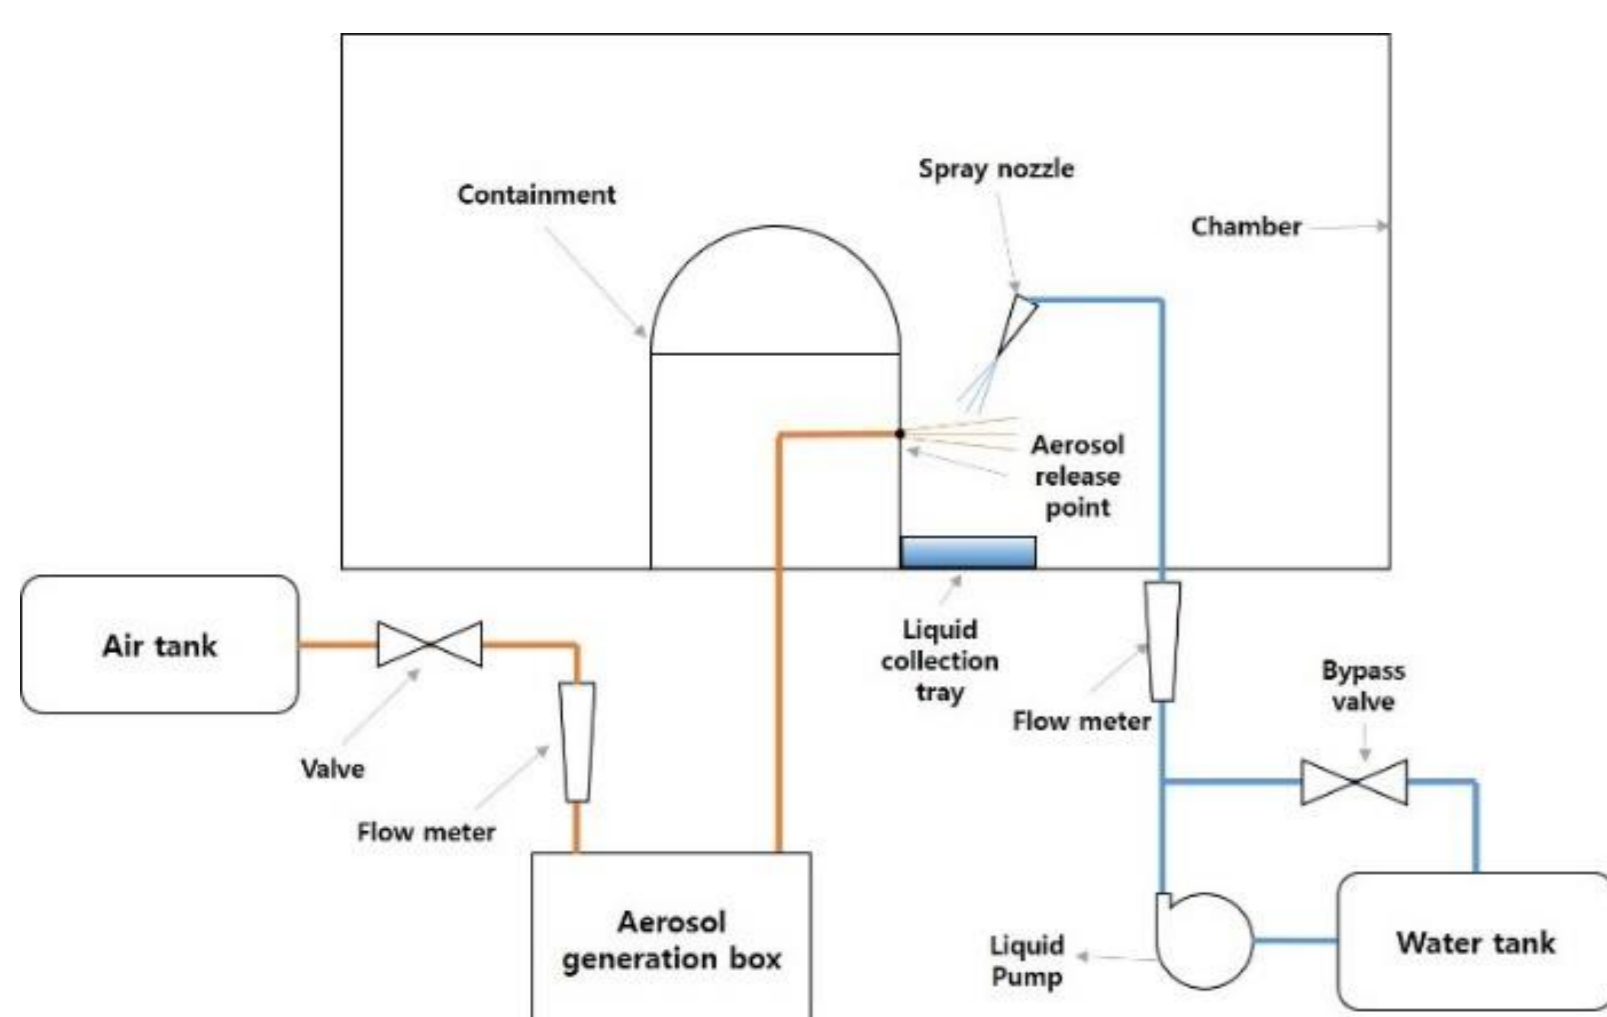 Spray nozzle
Containment
Chamber
Aerosol
release
point
Air tank
Liquid
collection
tray
Bypass
valve
Flow meter
Valve
Flow meter
Aerosol
generation box
Liquid
Pump
Water tank